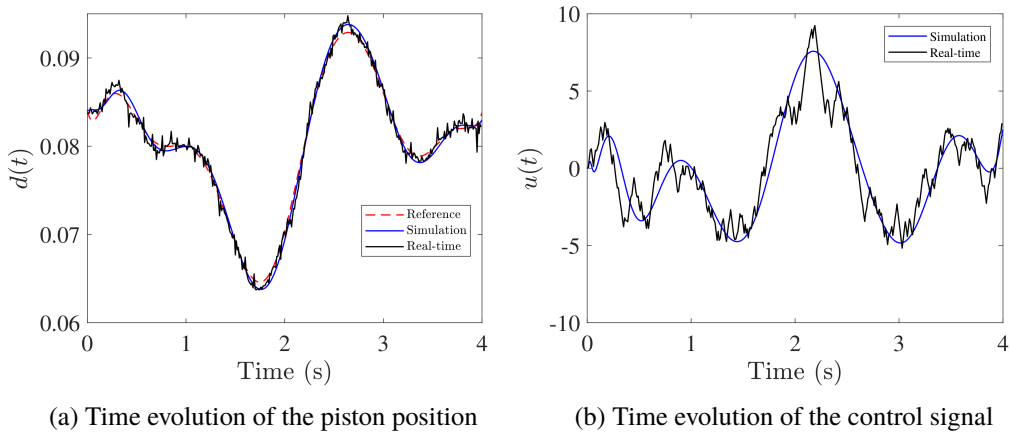 0.09
0.08
0.07
0.06
d(t)
0 1 2 3 4
Time (s)
Reference
Simulation
Real-time
(a) Time evolution of the piston position
10
5
0
-5
-10
u(t)
0 1 2 3 4
Time (s)
Simulation
Real-time
(b) Time evolution of the control signal